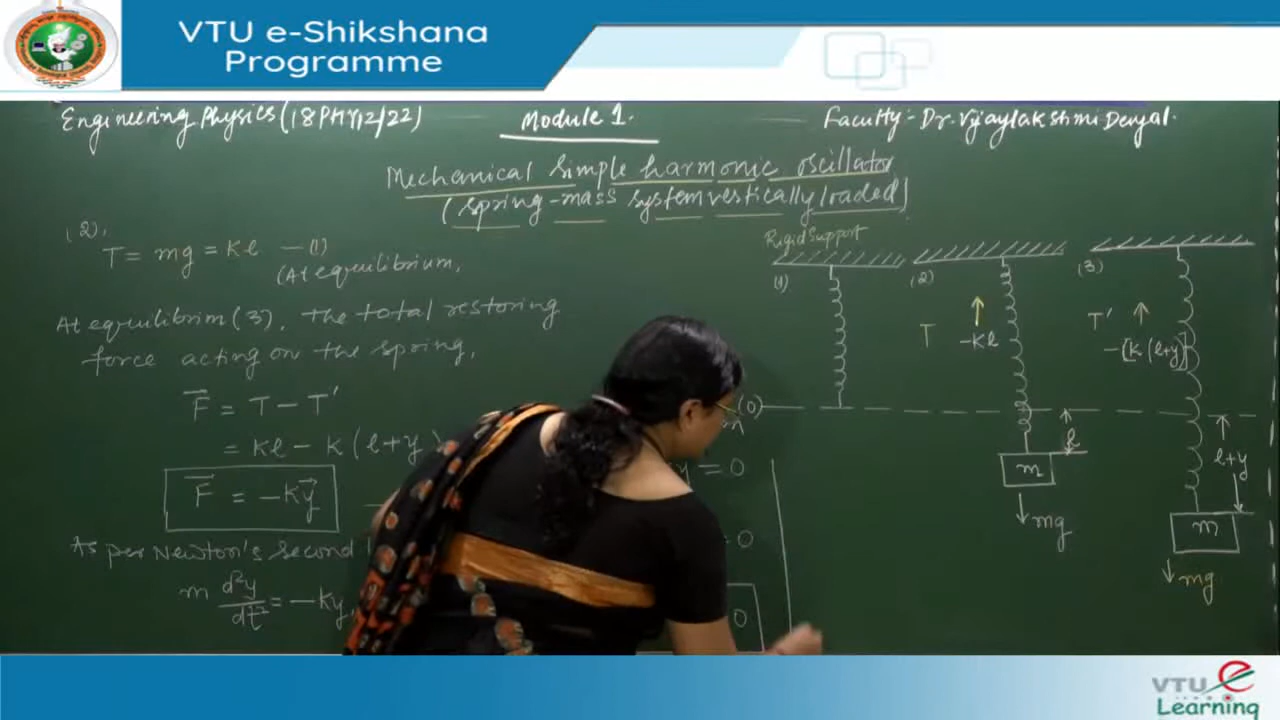 VTU e-Shikshana
Programme
Engineering Physics (18PHY12/22)
Module 1.
Faculty:- Dr. Vijaylakshmi Dengal.
Mechanical Simple harmonic oscillator
(spring-mass system vestically loaded)
(2),
T = mg = Kl — (1)
(At equilibrium,
At equilibrim (3), the total restoring
force acting on the spring,
F⃗ = T - T'
= Kl - K (l+y)
F⃗ = -Ky⃗
As per Newton's second
m d²y/dt² = -Ky,
= 0
= 0
0
Rigid Support
(1)
(0)
(2)
T
-Kl
l
m
mg
(3)
T'
-[K(l+y)]
l+y
m
mg
VTU e
Learning